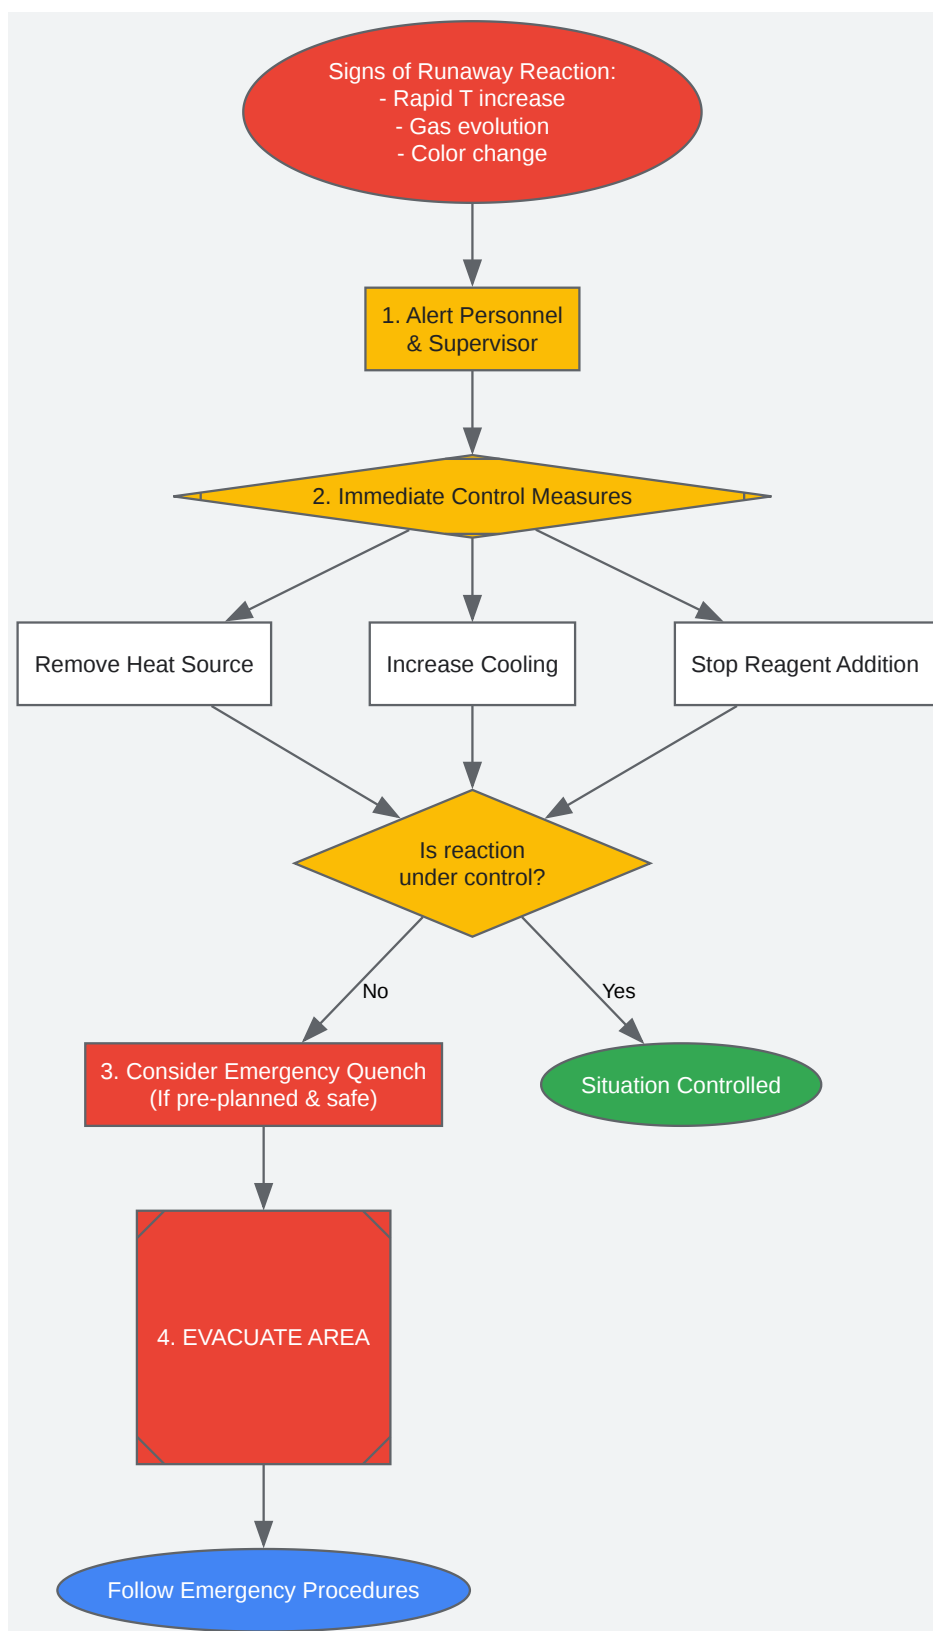 Signs of Runaway Reaction:
- Rapid T increase
- Gas evolution
- Color change
1. Alert Personnel
& Supervisor
2. Immediate Control Measures
Remove Heat Source
Increase Cooling
Stop Reagent Addition
Is reaction
under control?
No
Yes
3. Consider Emergency Quench
(If pre-planned & safe)
Situation Controlled
4. EVACUATE AREA
Follow Emergency Procedures